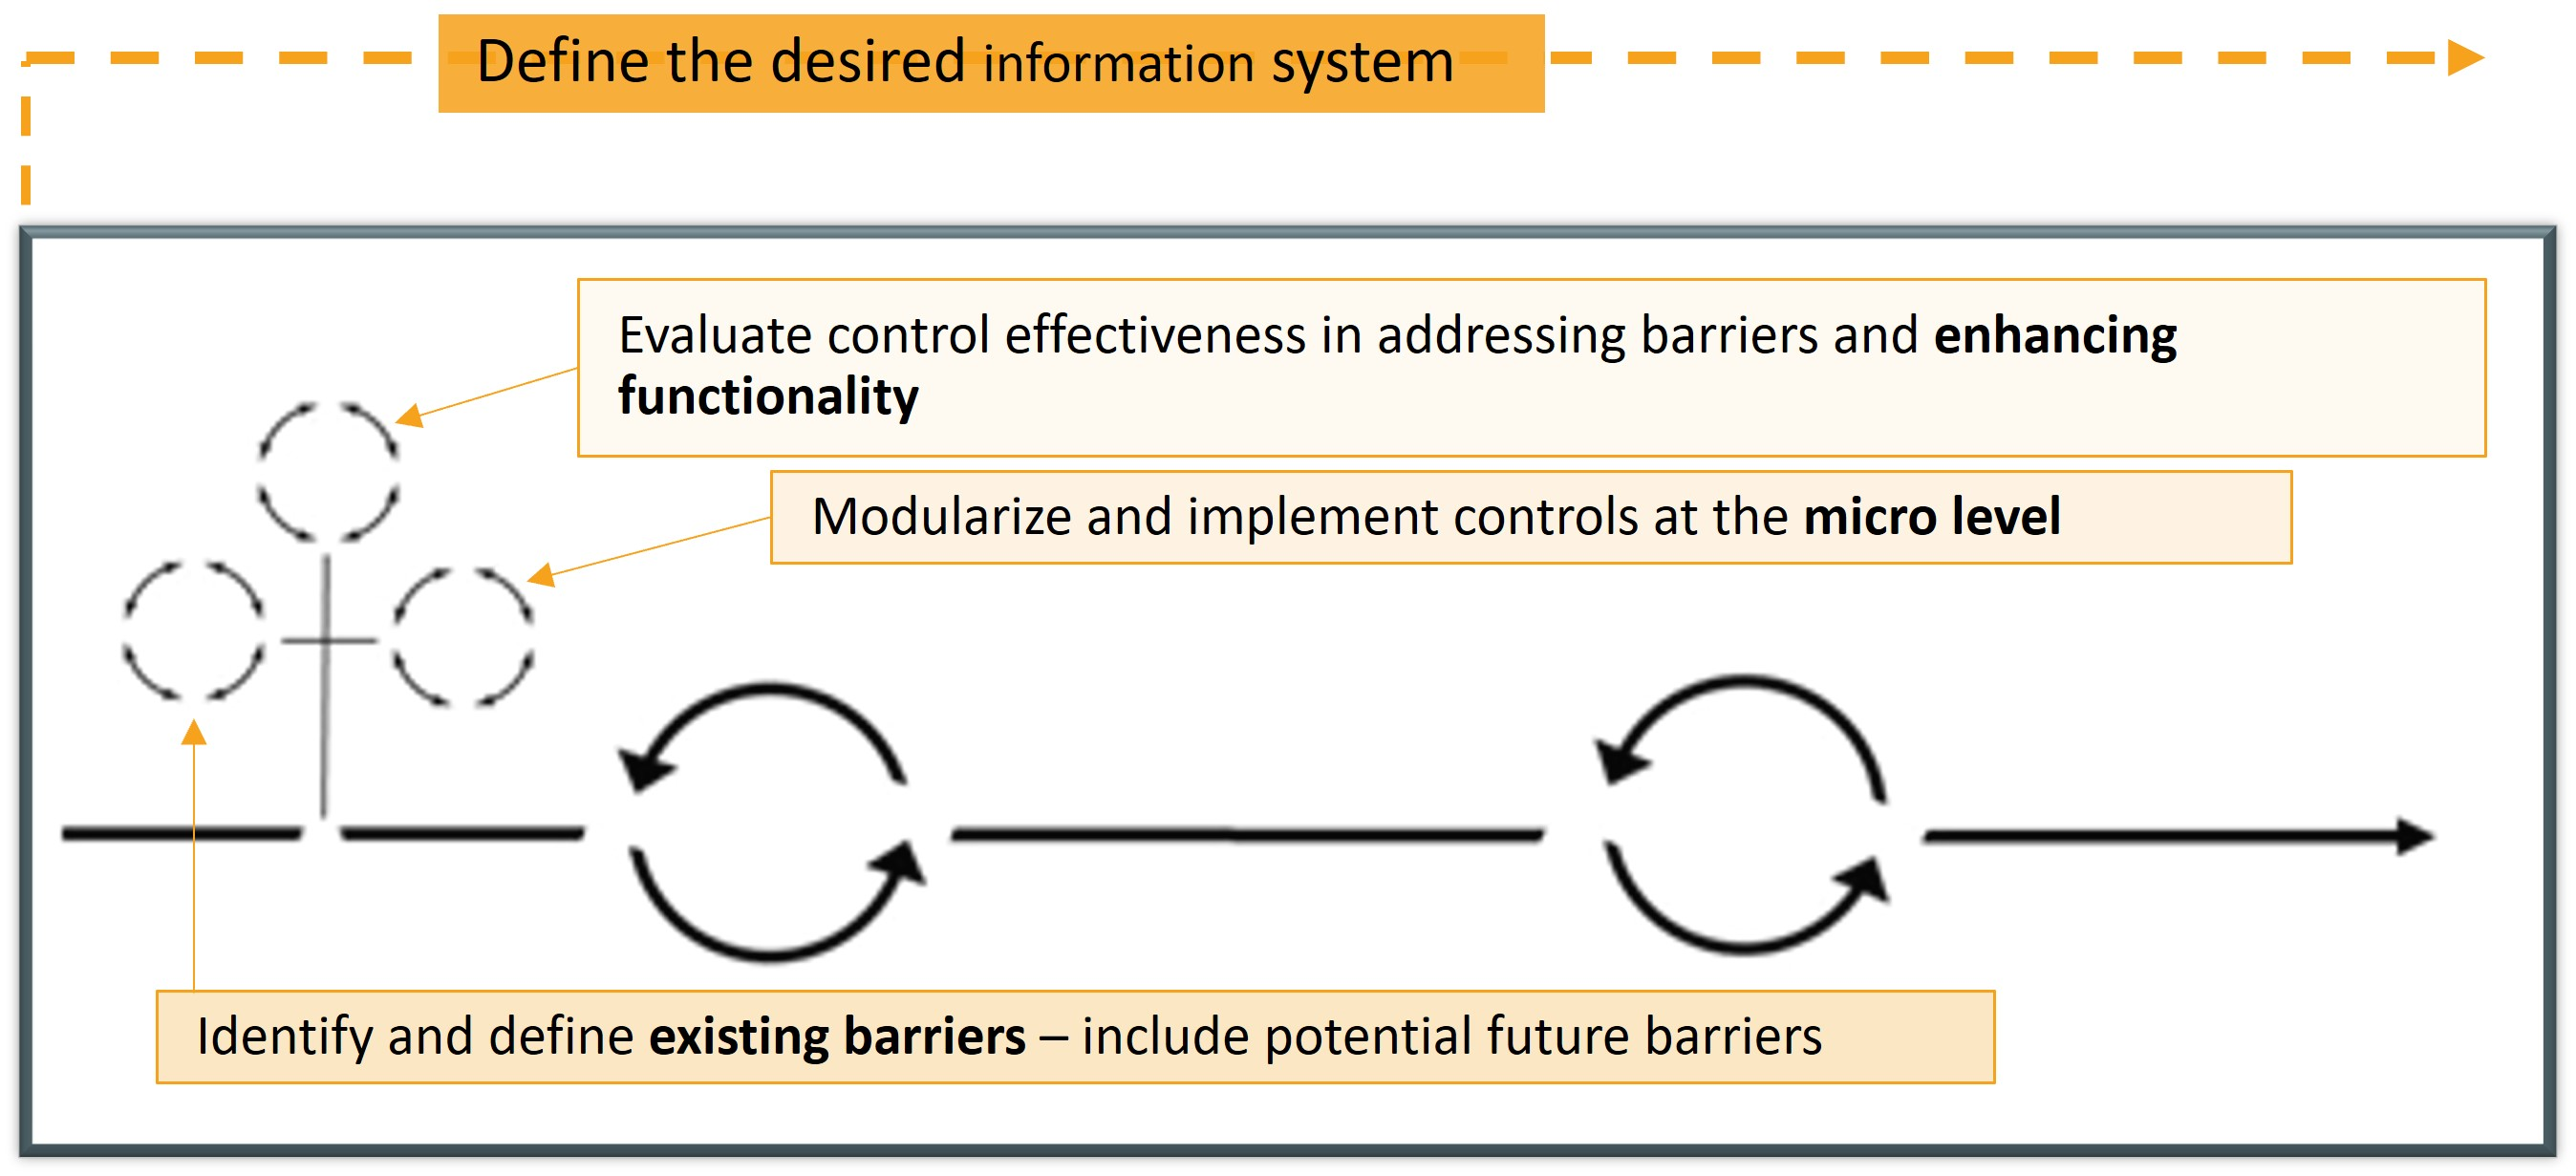 Define the desired information system
Evaluate control effectiveness in addressing barriers and enhancing
functionality
Modularize and implement controls at the micro level
Identify and define existing barriers – include potential future barriers